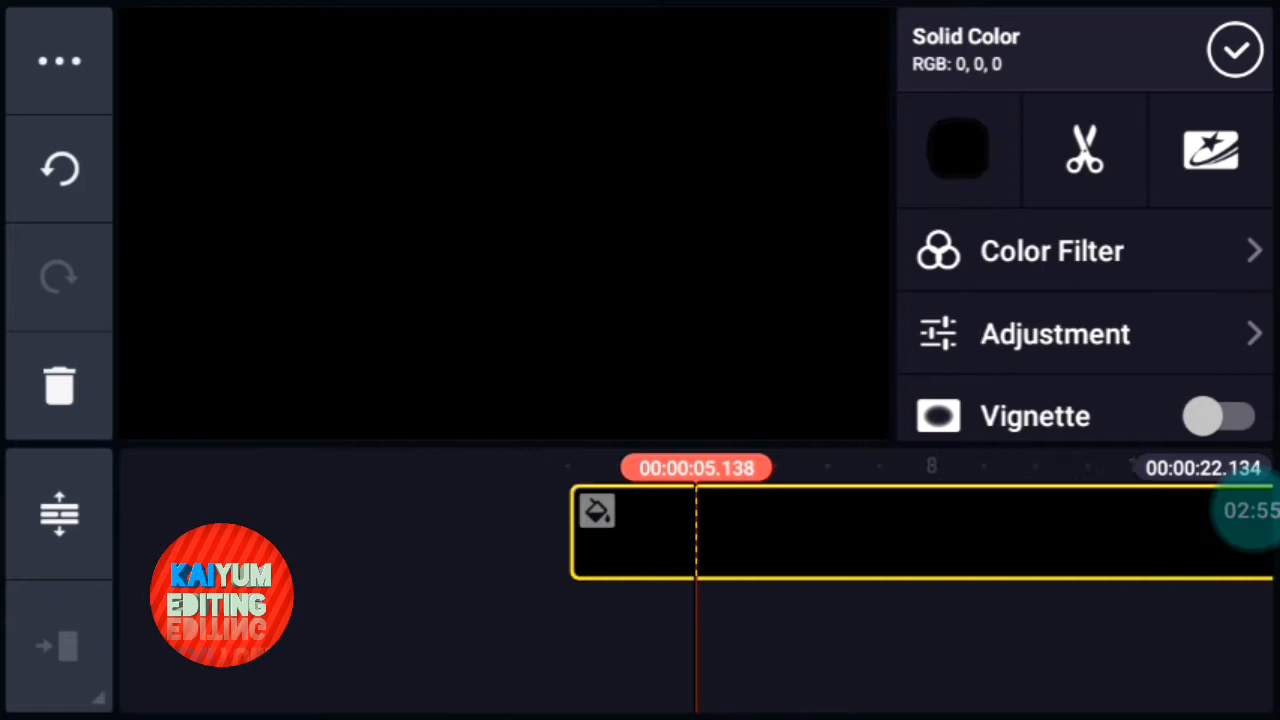 Solid Color
RGB: 0, 0, 0
Color Filter
Adjustment
Vignette
00:00:05.138
8
00:00:22.134
02:55
KAIYUM
EDITING